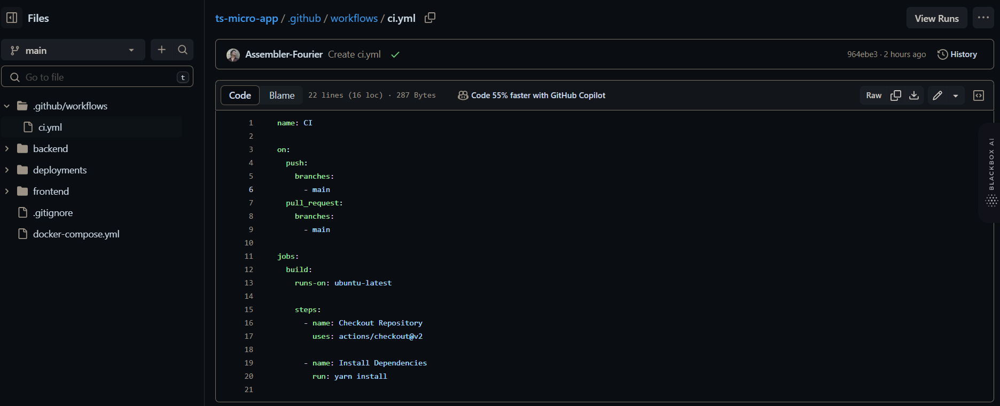 Files
main
Go to file
t
.github/workflows
ci.yml
backend
deployments
frontend
.gitignore
docker-compose.yml
ts-micro-app / .github / workflows / ci.yml
View Runs
Assembler-Fourier Create ci.yml
964ebe3 · 2 hours ago
History
Code
Blame
22 lines (16 loc) · 287 Bytes
Code 55% faster with GitHub Copilot
Raw
1 name: CI
2
3 on:
4 push:
5 branches:
6 - main
7 pull_request:
8 branches:
9 - main
10
11 jobs:
12 build:
13 runs-on: ubuntu-latest
14
15 steps:
16 - name: Checkout Repository
17 uses: actions/checkout@v2
18
19 - name: Install Dependencies
20 run: yarn install
21
BLACKBOX AI